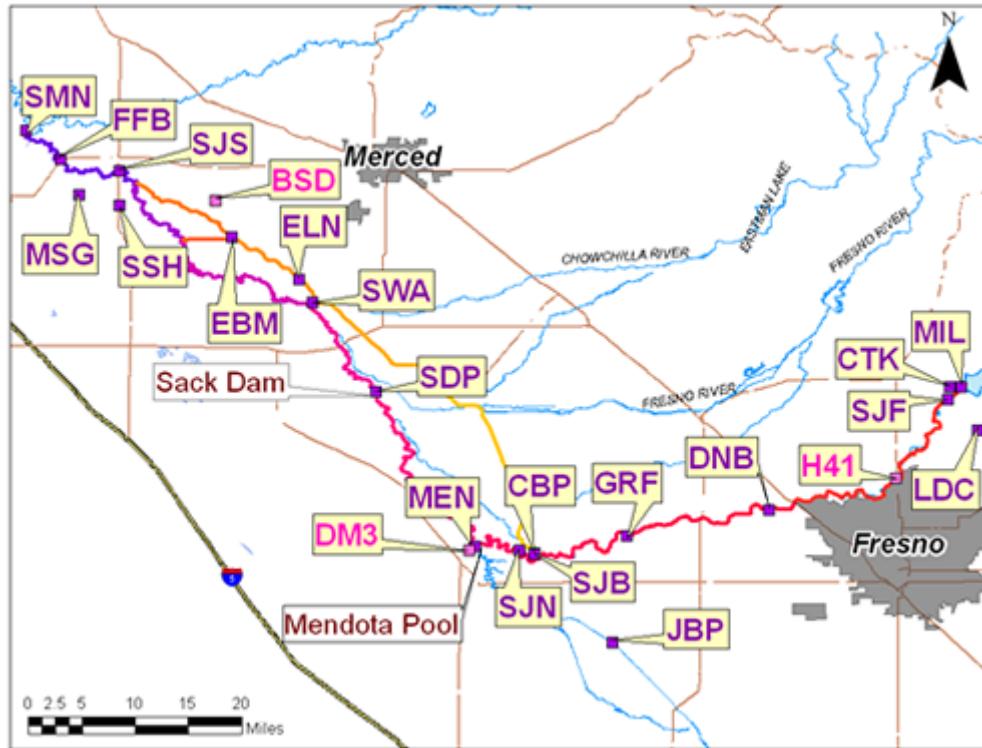 N
SMN
FFB
SJS
Merced
BSD
ELN
MSG
SSH
EBM
SWA
CHOWCHILLA RIVER
EASTMAN LAKE
FRESNO RIVER
Sack Dam
SDP
FRESNO RIVER
CTK
MIL
SJF
DNB
H41
LDC
MEN
CBP
GRF
DM3
Fresno
5
Mendota Pool
SJN
SJB
JBP
0 2.5 5 10 15 20
Miles